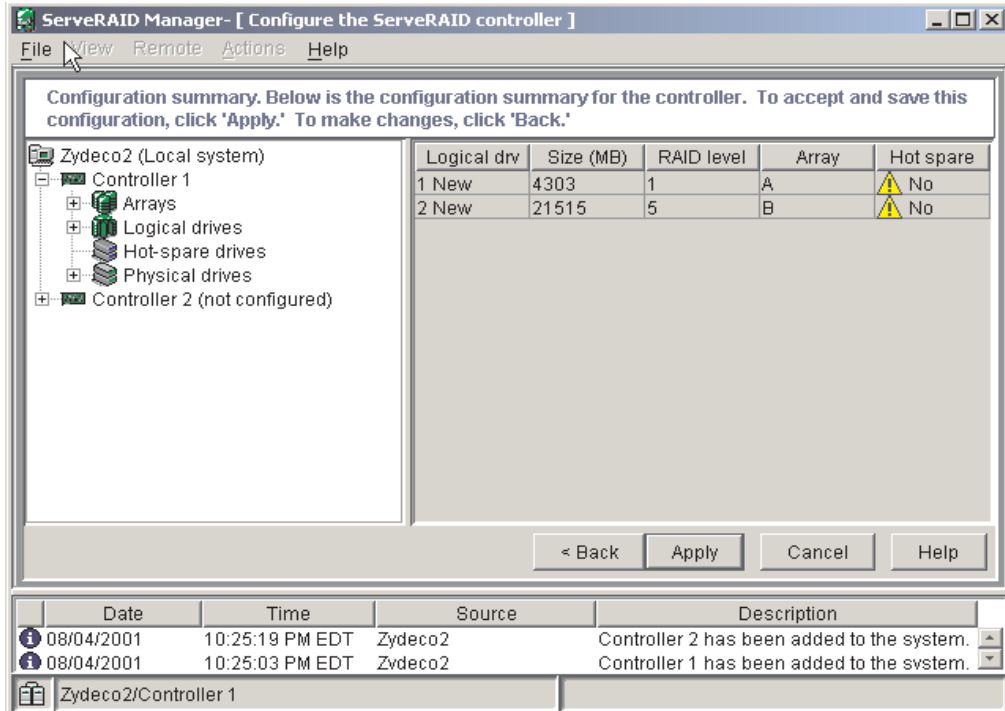 ServeRAID Manager- [ Configure the ServeRAID controller ]
File View Remote Actions Help
Configuration summary. Below is the configuration summary for the controller. To accept and save this
configuration, click 'Apply.' To make changes, click 'Back.'
Zydeco2 (Local system)
Controller 1
Arrays
Logical drives
Hot-spare drives
Physical drives
Controller 2 (not configured)
Logical drv Size (MB) RAID level Array Hot spare
1 New 4303 1 A No
2 New 21515 5 B No
< Back Apply Cancel Help
Date Time Source Description
08/04/2001 10:25:19 PM EDT Zydeco2 Controller 2 has been added to the system.
08/04/2001 10:25:03 PM EDT Zydeco2 Controller 1 has been added to the system.
Zydeco2/Controller 1